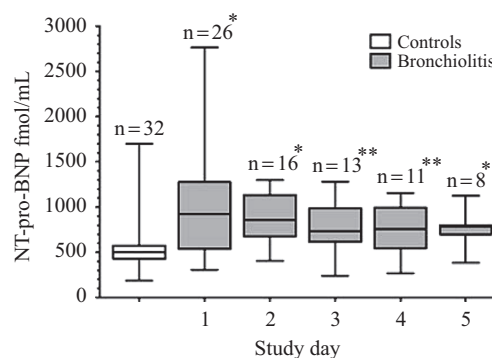 NT-pro-BNP fmol/mL
3000
2500
2000
1500
1000
500
0
n=32
n=26*
n=16*
n=13**
n=11**
n=8*
Controls
Bronchiolitis
1 2 3 4 5
Study day